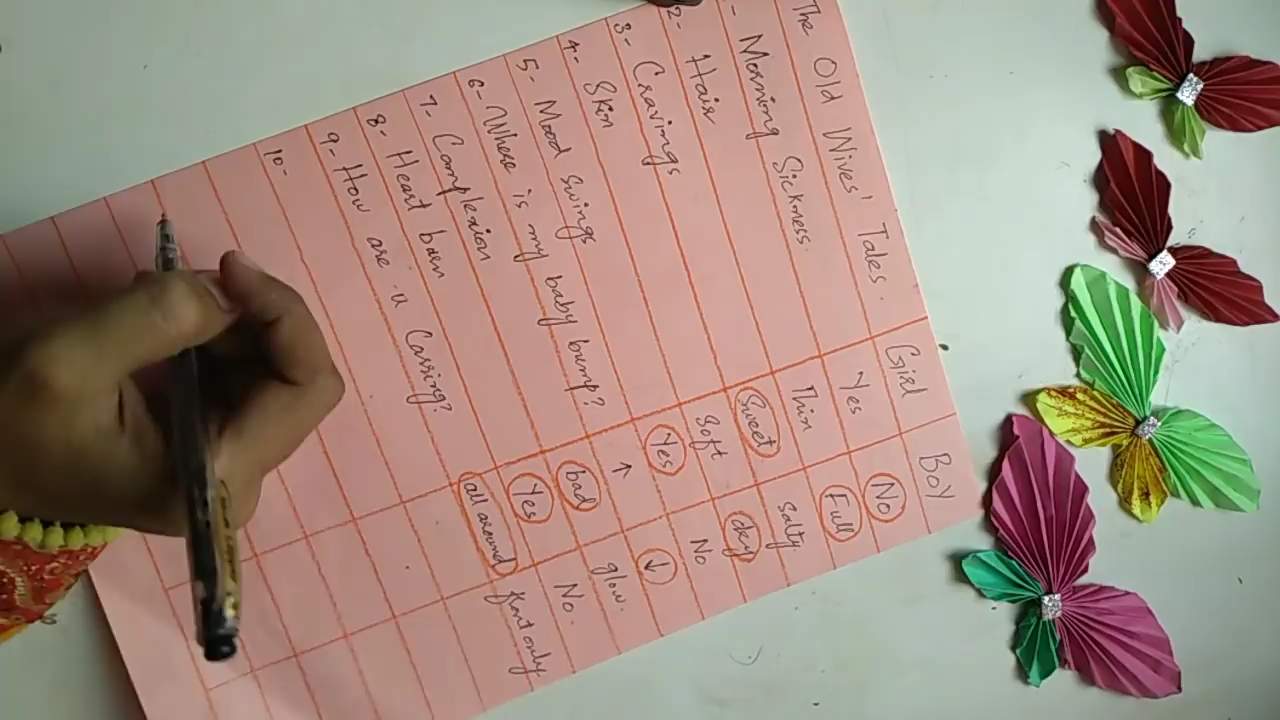 The Old Wives' Tales. Girl Boy
1- Morning Sickness. Yes No
2- Hair Thin Full
3- Cravings Sweet Salty
4- Skin Soft dry
5- Mood swings Yes No
6- Where is my baby bump? ↑ ↓
7- Complexion bad glow.
8- Heart burn Yes No.
9- How are u Carring? all around front only
10-